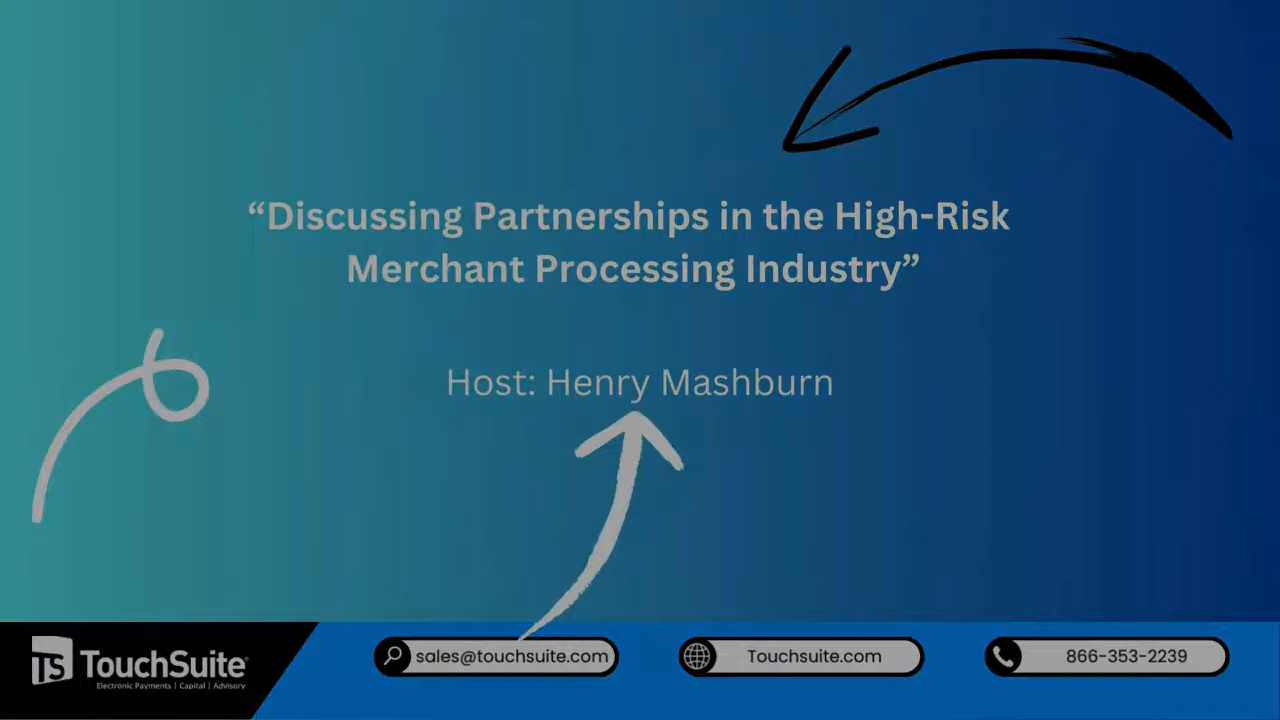 “Discussing Partnerships in the High-Risk
Merchant Processing Industry”
Host: Henry Mashburn
TS TouchSuite®
Electronic Payments | Capital | Advisory
sales@touchsuite.com
Touchsuite.com
866-353-2239